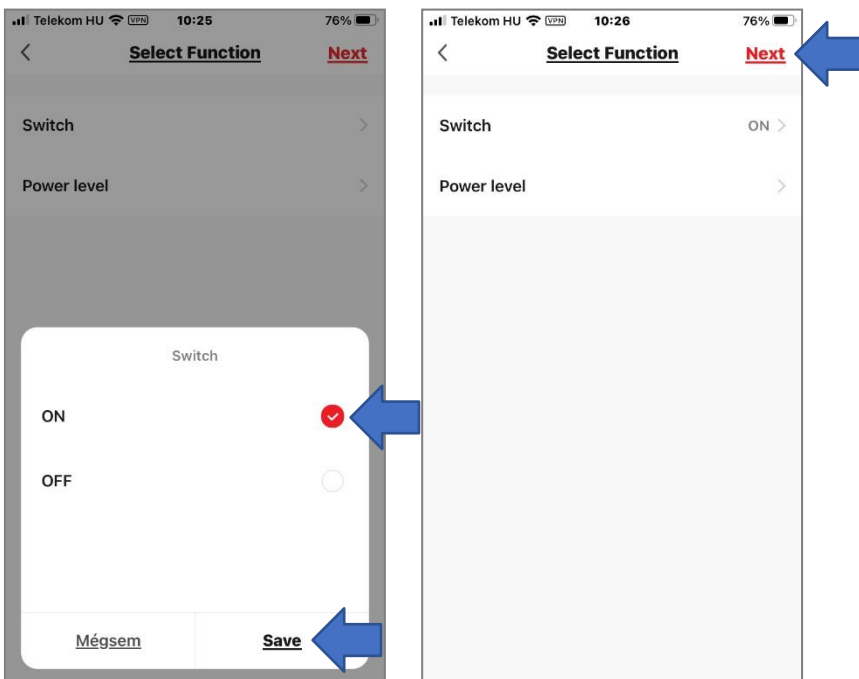 Telekom HU VPN 10:25 76%
Select Function Next
Switch
Power level
Switch
ON
OFF
Mégsem Save
Telekom HU VPN 10:26 76%
Select Function Next
Switch ON
Power level